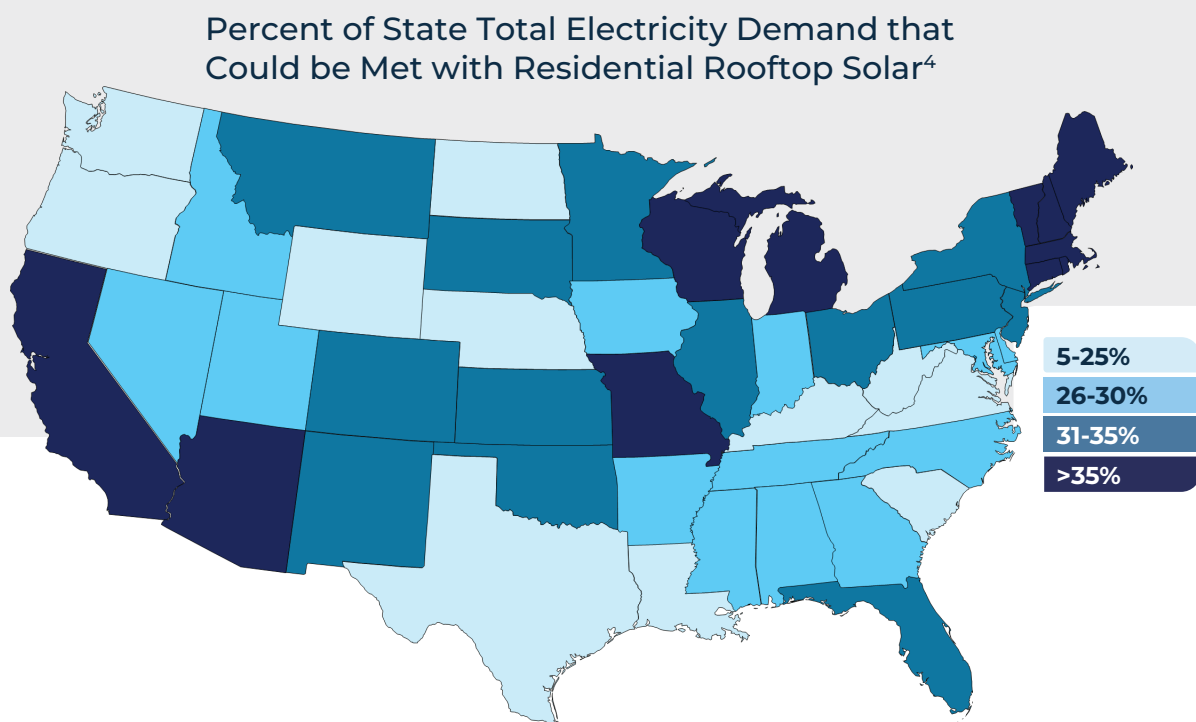 Percent of State Total Electricity Demand that
Could be Met with Residential Rooftop Solar⁴
5-25%
26-30%
31-35%
>35%